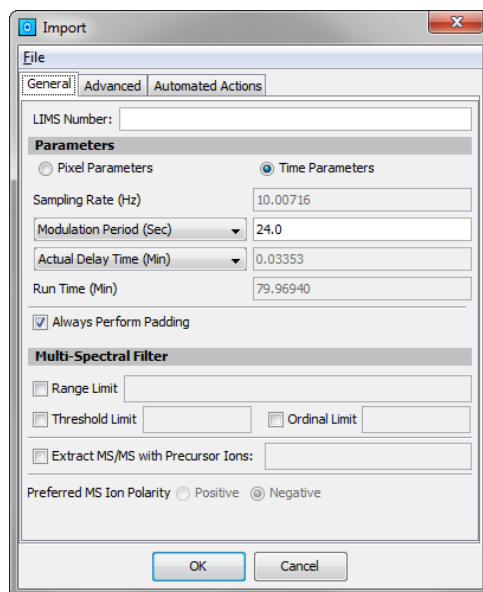 Import
File
General Advanced Automated Actions
LIMS Number:
Parameters
Pixel Parameters Time Parameters
Sampling Rate (Hz) 10.00716
Modulation Period (Sec) 24.0
Actual Delay Time (Min) 0.03353
Run Time (Min) 79.96940
Always Perform Padding
Multi-Spectral Filter
Range Limit
Threshold Limit Ordinal Limit
Extract MS/MS with Precursor Ions:
Preferred MS Ion Polarity Positive Negative
OK Cancel